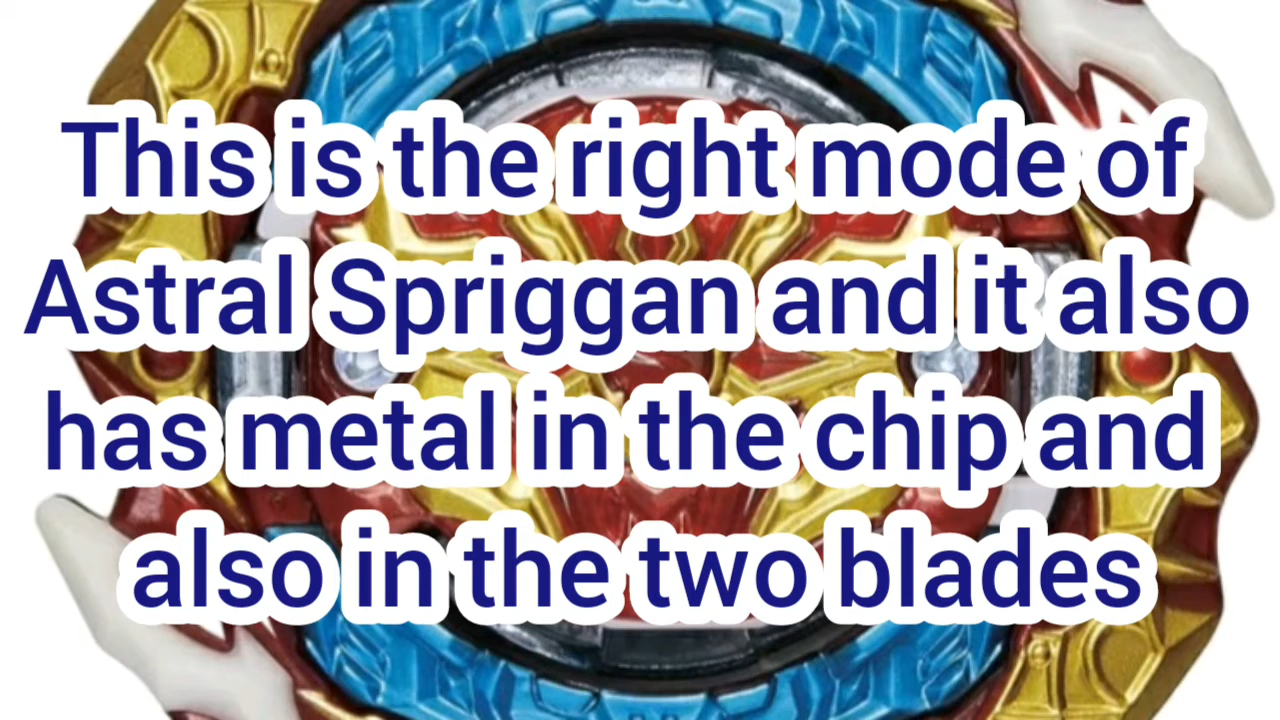 This is the right mode of
Astral Spriggan and it also
has metal in the chip and
also in the two blades